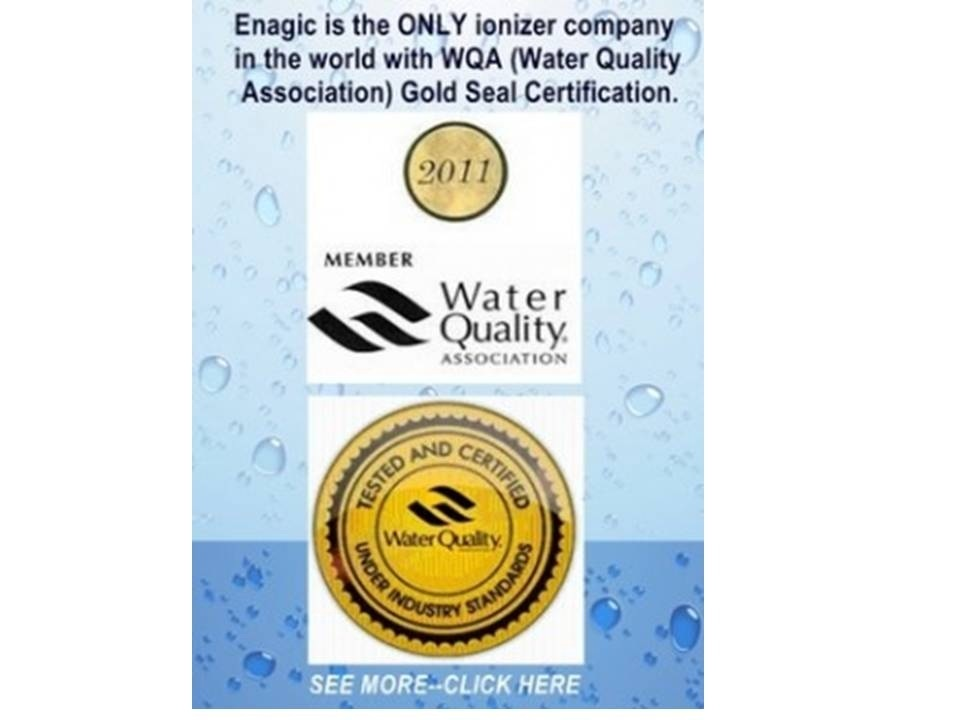 Enagic is the ONLY ionizer company
in the world with WQA (Water Quality
Association) Gold Seal Certification.
2011
MEMBER
Water
Quality
ASSOCIATION
TESTED AND CERTIFIED
Water Quality
UNDER INDUSTRY STANDARDS
SEE MORE--CLICK HERE